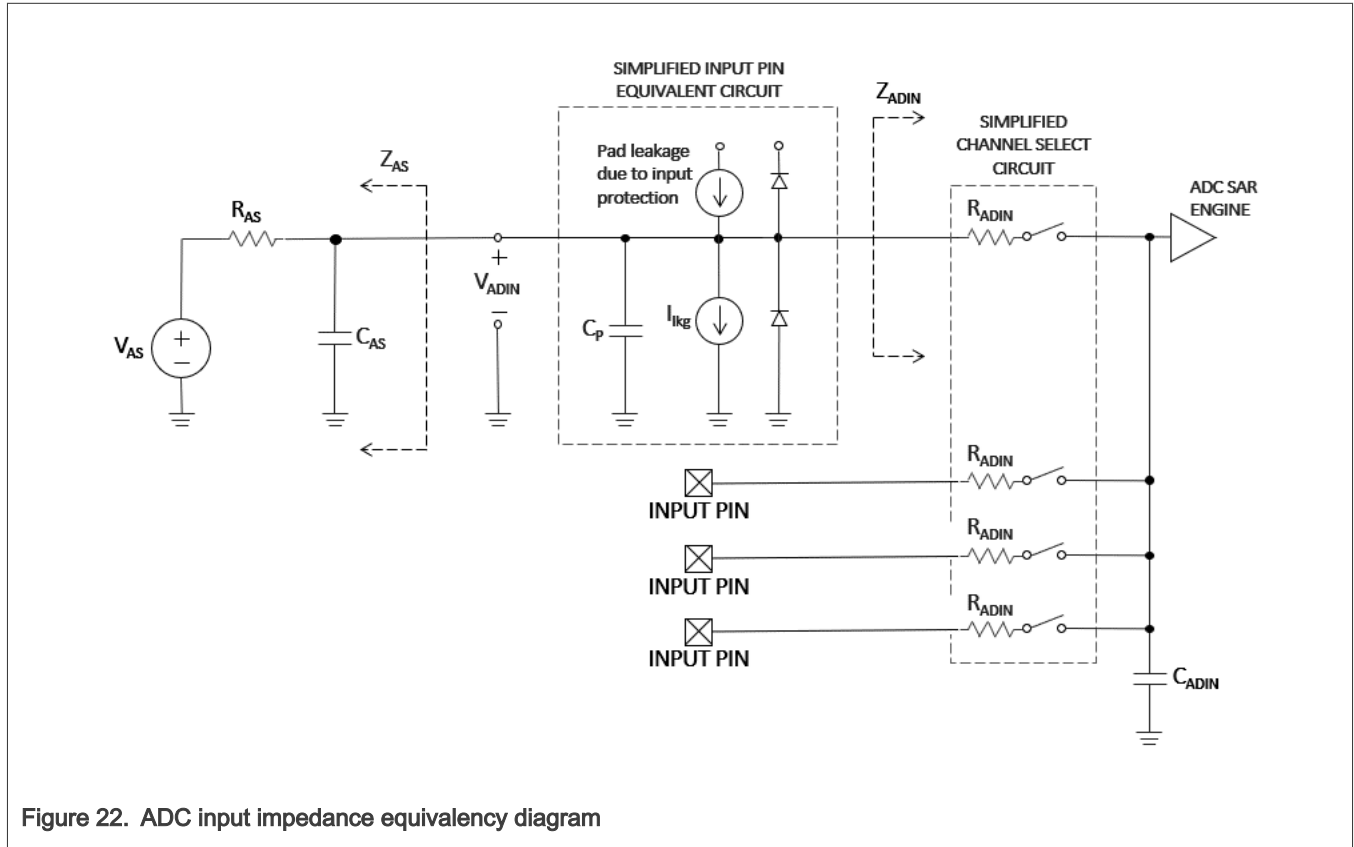 SIMPLIFIED INPUT PIN
EQUIVALENT CIRCUIT
ZADIN
SIMPLIFIED
CHANNEL SELECT
CIRCUIT
Pad leakage
due to input
protection
ZAS
RAS
RADIN
ADC SAR
ENGINE
+
VADIN
–
VAS
+
–
CAS
CP
Ilkg
RADIN
INPUT PIN
RADIN
INPUT PIN
RADIN
INPUT PIN
CADIN
Figure 22. ADC input impedance equivalency diagram